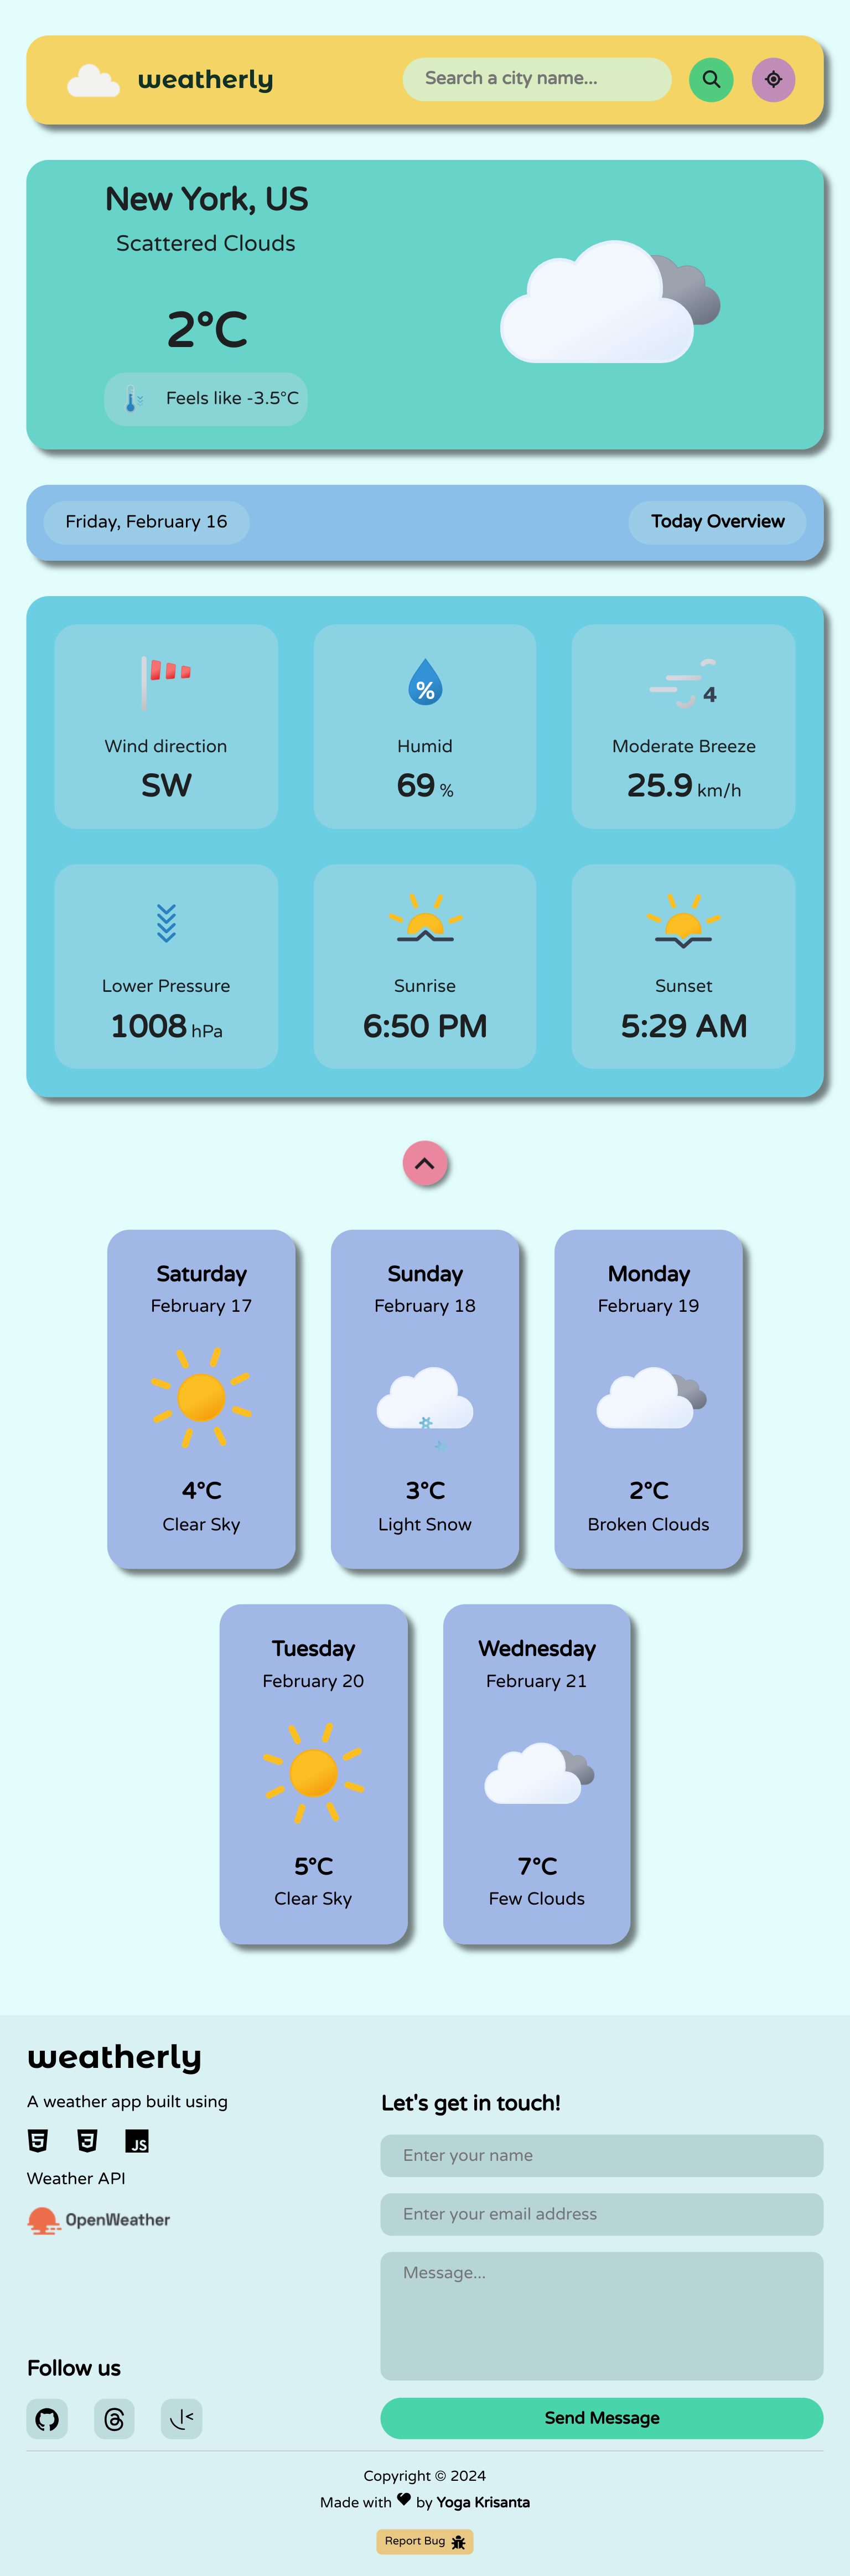 weatherly
Search a city name...
New York, US
Scattered Clouds
2°C
Feels like -3.5°C
Friday, February 16
Today Overview
Wind direction
SW
%
Humid
69 %
4
Moderate Breeze
25.9 km/h
Lower Pressure
1008 hPa
Sunrise
6:50 PM
Sunset
5:29 AM
Saturday
February 17
4°C
Clear Sky
Sunday
February 18
3°C
Light Snow
Monday
February 19
2°C
Broken Clouds
Tuesday
February 20
5°C
Clear Sky
Wednesday
February 21
7°C
Few Clouds
weatherly
A weather app built using
5 3 JS
Weather API
OpenWeather
Follow us
Let's get in touch!
Enter your name
Enter your email address
Message...
Send Message
Copyright © 2024
Made with by Yoga Krisanta
Report Bug